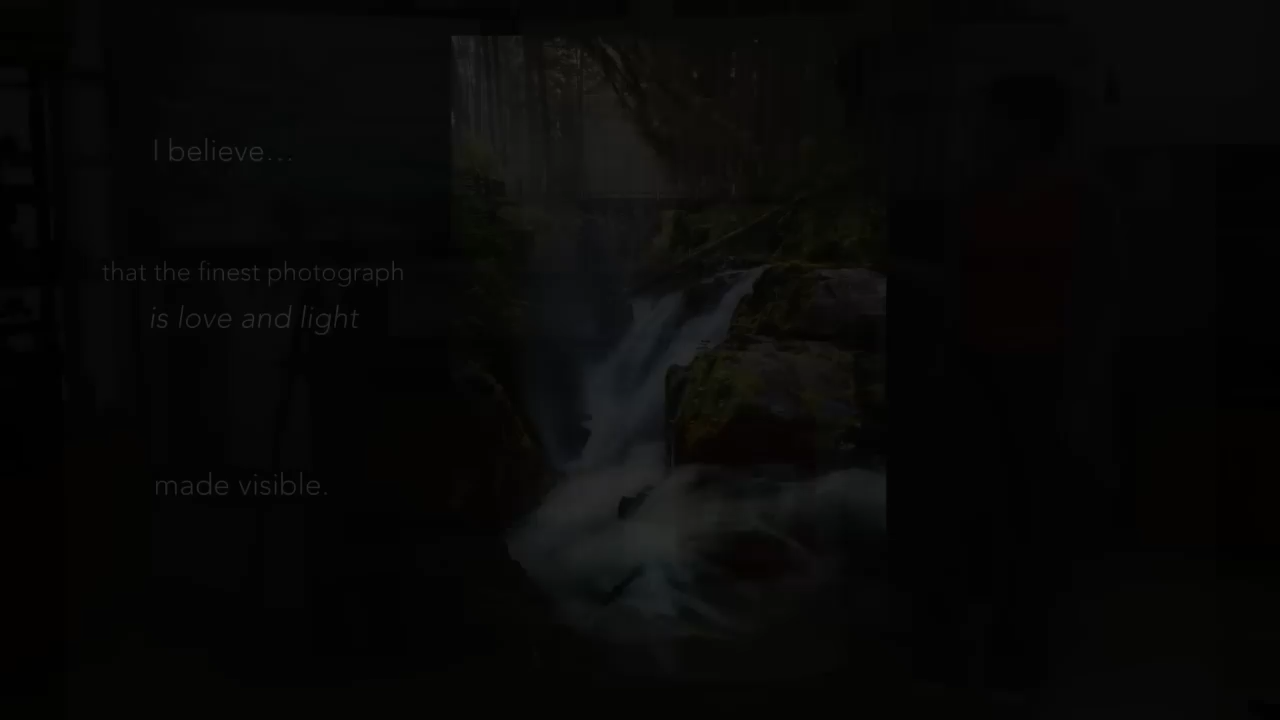 I believe…
that the finest photograph
is love and light
made visible.